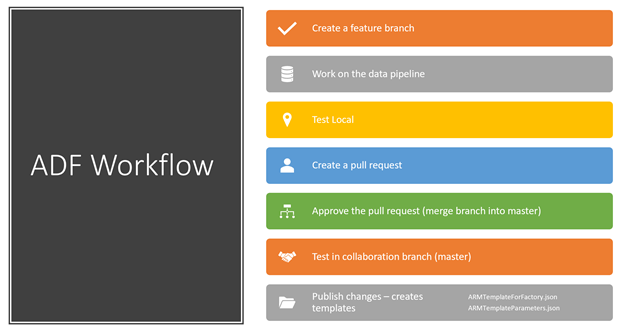 ADF Workflow
Create a feature branch
Work on the data pipeline
Test Local
Create a pull request
Approve the pull request (merge branch into master)
Test in collaboration branch (master)
Publish changes – creates
templates
ARMTemplateForFactory.json
ARMTemplateParameters.json